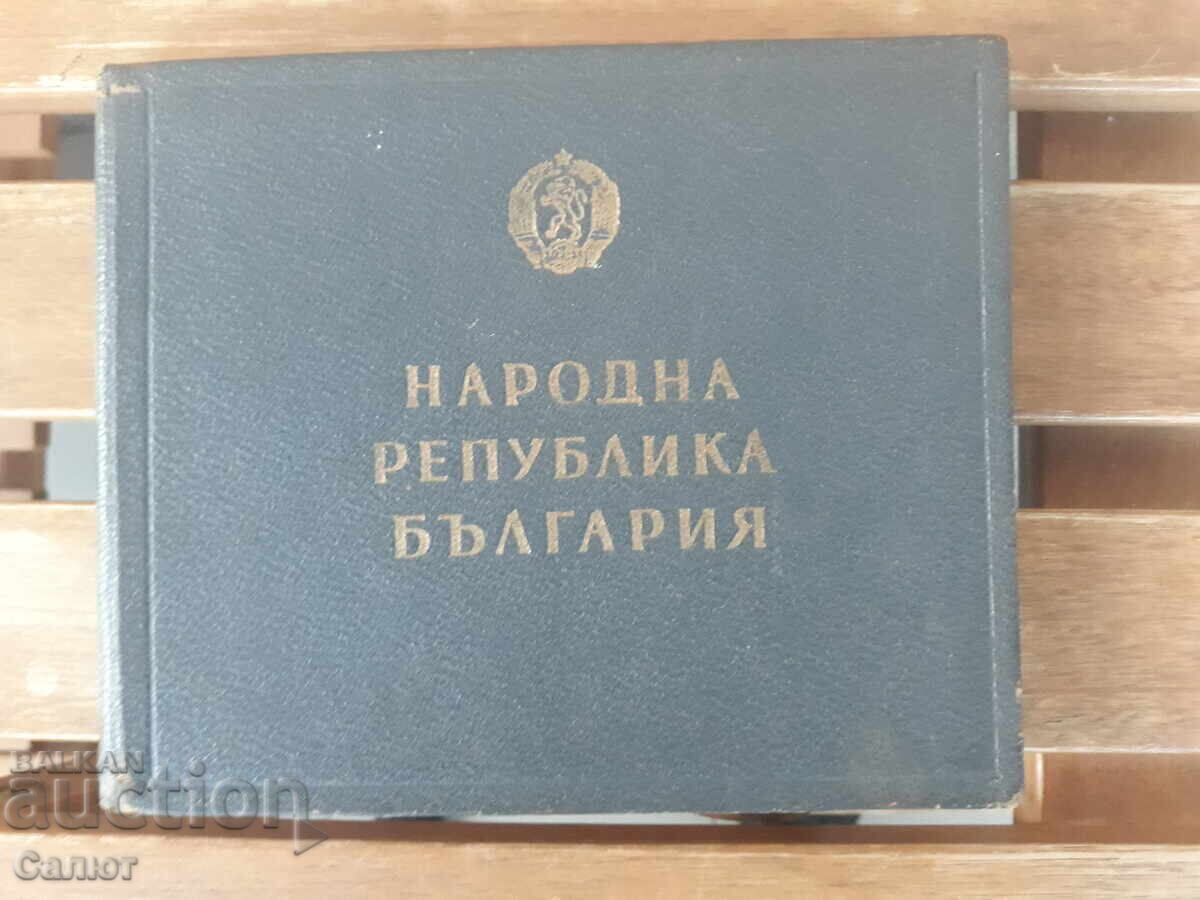 НАРОДНА
РЕПУБЛИКА
БЪЛГАРИЯ
BALKAN
auction
Салют